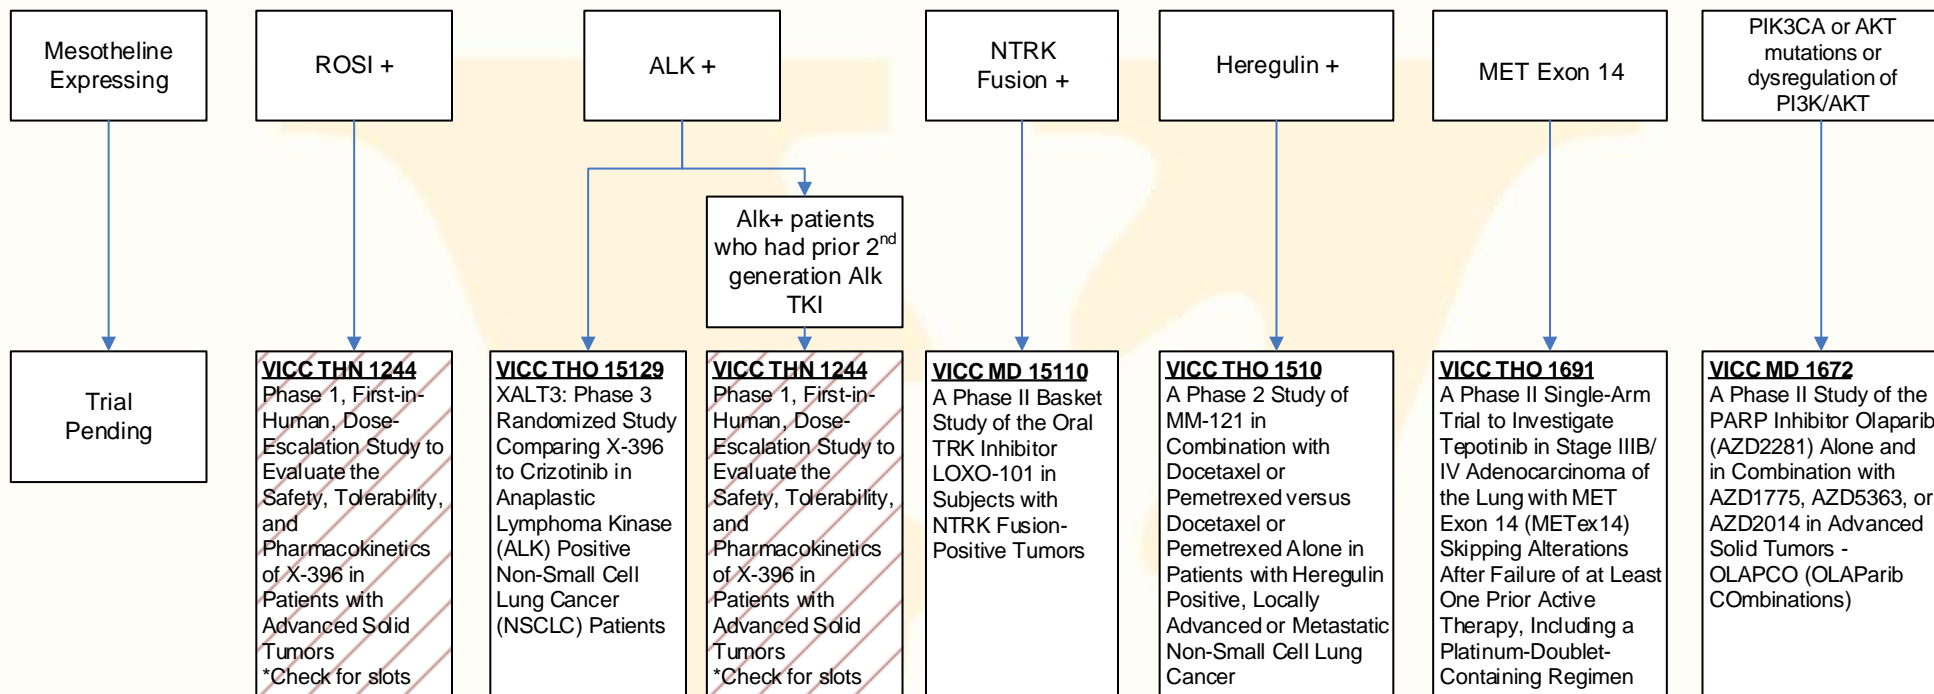 Mesotheline
Expressing
ROSI +
ALK +
NTRK
Fusion +
Heregulin +
MET Exon 14
PIK3CA or AKT
mutations or
dysregulation of
PI3K/AKT
Alk+ patients
who had prior 2nd
generation Alk
TKI
Trial
Pending
VICC THN 1244
Phase 1, First-in-
Human, Dose-
Escalation Study to
Evaluate the
Safety, Tolerability,
and
Pharmacokinetics
of X-396 in
Patients with
Advanced Solid
Tumors
*Check for slots
VICC THO 15129
XALT3: Phase 3
Randomized Study
Comparing X-396
to Crizotinib in
Anaplastic
Lymphoma Kinase
(ALK) Positive
Non-Small Cell
Lung Cancer
(NSCLC) Patients
VICC THN 1244
Phase 1, First-in-
Human, Dose-
Escalation Study to
Evaluate the
Safety, Tolerability,
and
Pharmacokinetics
of X-396 in
Patients with
Advanced Solid
Tumors
*Check for slots
VICC MD 15110
A Phase II Basket
Study of the Oral
TRK Inhibitor
LOXO-101 in
Subjects with
NTRK Fusion-
Positive Tumors
VICC THO 1510
A Phase 2 Study of
MM-121 in
Combination with
Docetaxel or
Pemetrexed versus
Docetaxel or
Pemetrexed Alone in
Patients with Heregulin
Positive, Locally
Advanced or Metastatic
Non-Small Cell Lung
Cancer
VICC THO 1691
A Phase II Single-Arm
Trial to Investigate
Tepotinib in Stage IIIB/
IV Adenocarcinoma of
the Lung with MET
Exon 14 (METex14)
Skipping Alterations
After Failure of at Least
One Prior Active
Therapy, Including a
Platinum-Doublet-
Containing Regimen
VICC MD 1672
A Phase II Study of the
PARP Inhibitor Olaparib
(AZD2281) Alone and
in Combination with
AZD1775, AZD5363, or
AZD2014 in Advanced
Solid Tumors -
OLAPCO (OLAParib
COmbinations)